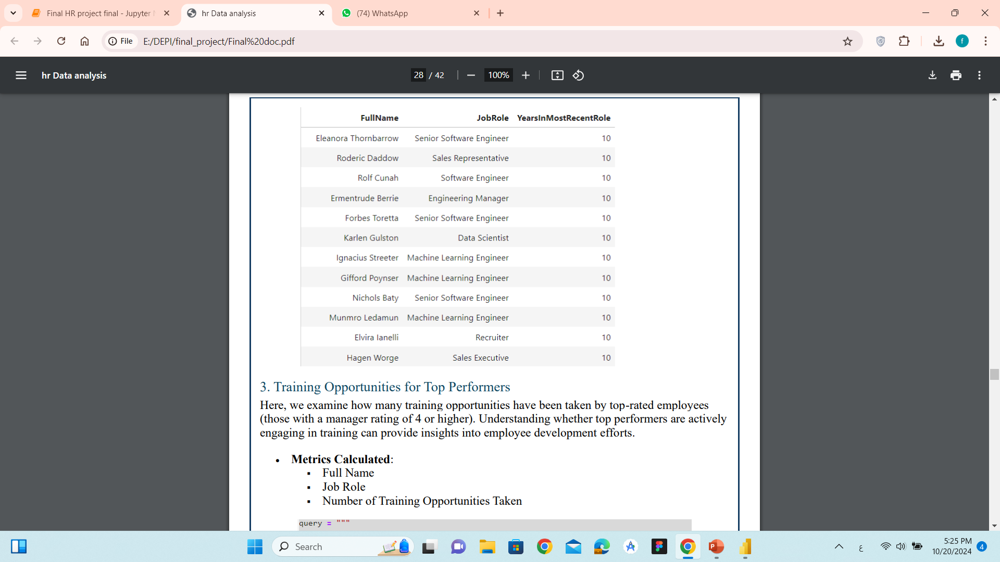 Final HR project final - Jupyter N
hr Data analysis
(74) WhatsApp
File
E:/DEPI/final_project/Final%20doc.pdf
f
hr Data analysis
28 / 42
100%
FullName JobRole YearsInMostRecentRole
Eleanora Thornbarrow Senior Software Engineer 10
Roderic Daddow Sales Representative 10
Rolf Cunah Software Engineer 10
Ermentrude Berrie Engineering Manager 10
Forbes Toretta Senior Software Engineer 10
Karlen Gulston Data Scientist 10
Ignacius Streeter Machine Learning Engineer 10
Gifford Poynser Machine Learning Engineer 10
Nichols Baty Senior Software Engineer 10
Munmro Ledamun Machine Learning Engineer 10
Elvira Ianelli Recruiter 10
Hagen Worge Sales Executive 10
3. Training Opportunities for Top Performers
Here, we examine how many training opportunities have been taken by top-rated employees
(those with a manager rating of 4 or higher). Understanding whether top performers are actively
engaging in training can provide insights into employee development efforts.
• Metrics Calculated:
▪ Full Name
▪ Job Role
▪ Number of Training Opportunities Taken
query = """
Search
ع
5:25 PM
10/20/2024
4